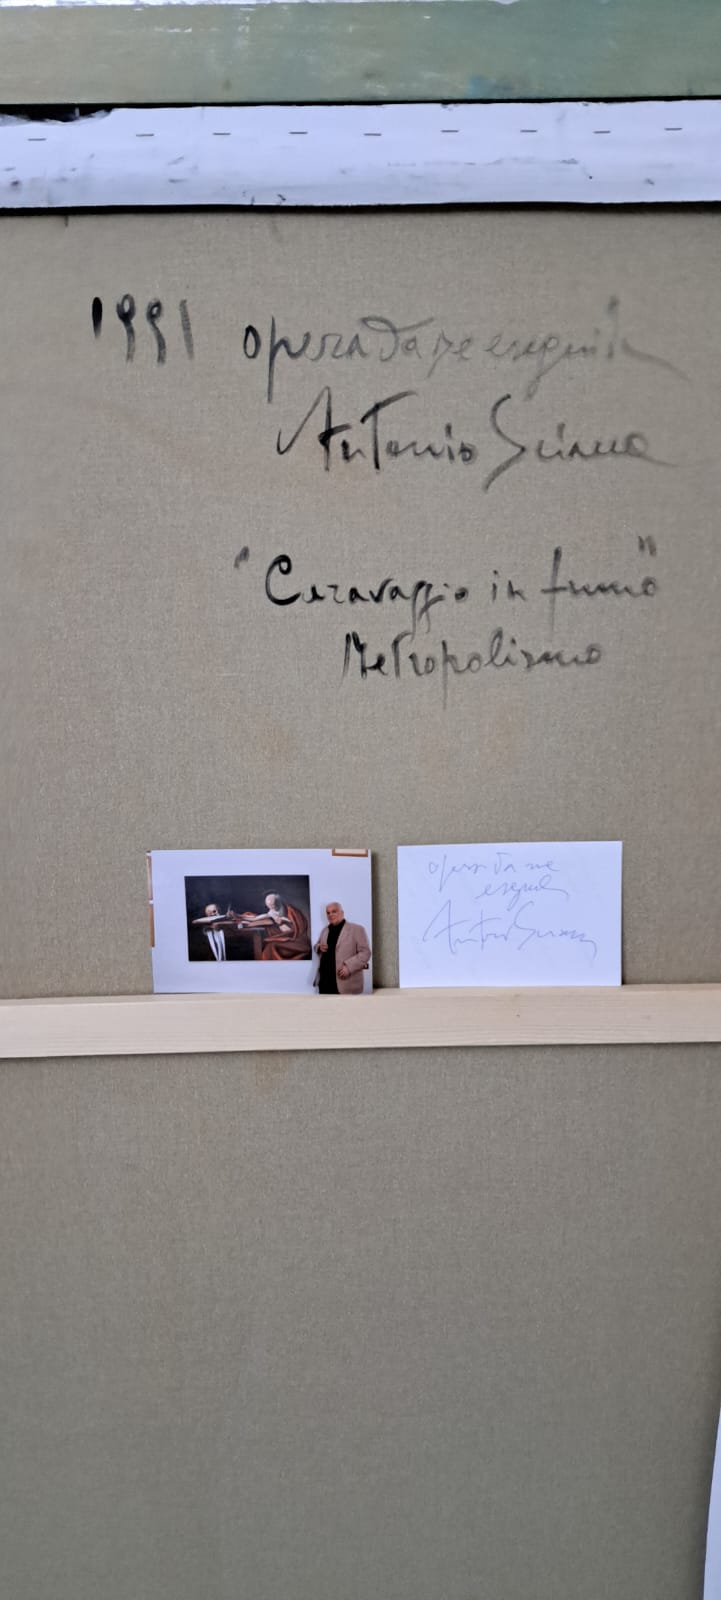 1991 opera da me eseguita
Antonio Sciacca
"Caravaggio in fumo"
Metropolismo
opera da me
eseguita
Antonio Sciacca